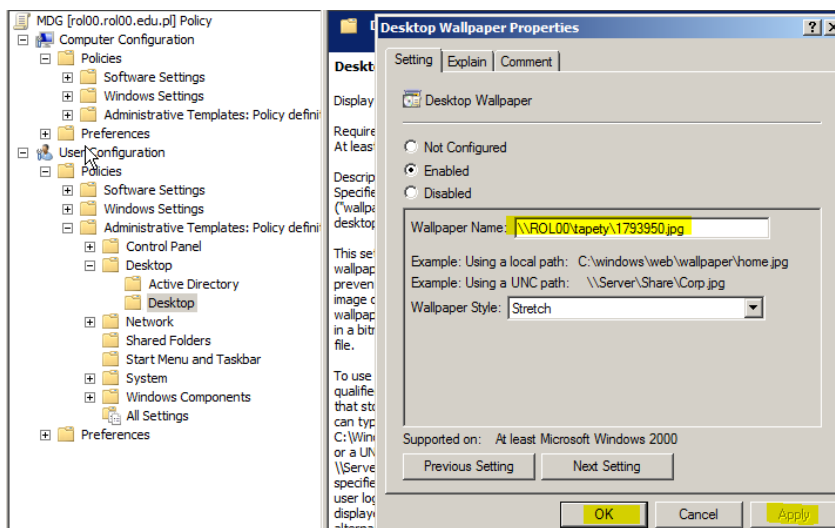 MDG [rol00.rol00.edu.pl] Policy
Computer Configuration
Policies
Software Settings
Windows Settings
Administrative Templates: Policy defini
Preferences
User Configuration
Policies
Software Settings
Windows Settings
Administrative Templates: Policy defini
Control Panel
Desktop
Active Directory
Desktop
Network
Shared Folders
Start Menu and Taskbar
System
Windows Components
All Settings
Preferences
D
Deskt
Display
Require
At least
Descrip
Specifie
("wallpa
desktop
This set
wallpap
preven
image o
wallpap
in a bitm
file.
To use
qualifie
that sto
can typ
C:\Wind
or a UN
\\Serve
specifie
user log
display
Desktop Wallpaper Properties
Setting Explain Comment
Desktop Wallpaper
Not Configured
Enabled
Disabled
Wallpaper Name: \\ROL00\tapety\1793950.jpg
Example: Using a local path: C:\windows\web\wallpaper\home.jpg
Example: Using a UNC path: \\Server\Share\Corp.jpg
Wallpaper Style: Stretch
Supported on: At least Microsoft Windows 2000
Previous Setting Next Setting
OK Cancel Apply